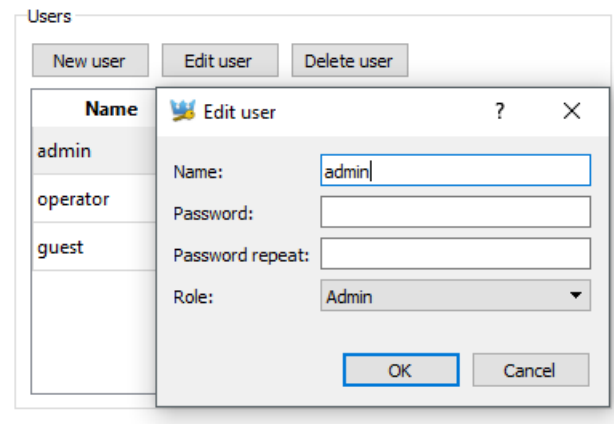 Users
New user Edit user Delete user
Name
admin
operator
guest
Edit user ?
Name: admin
Password:
Password repeat:
Role: Admin
OK Cancel